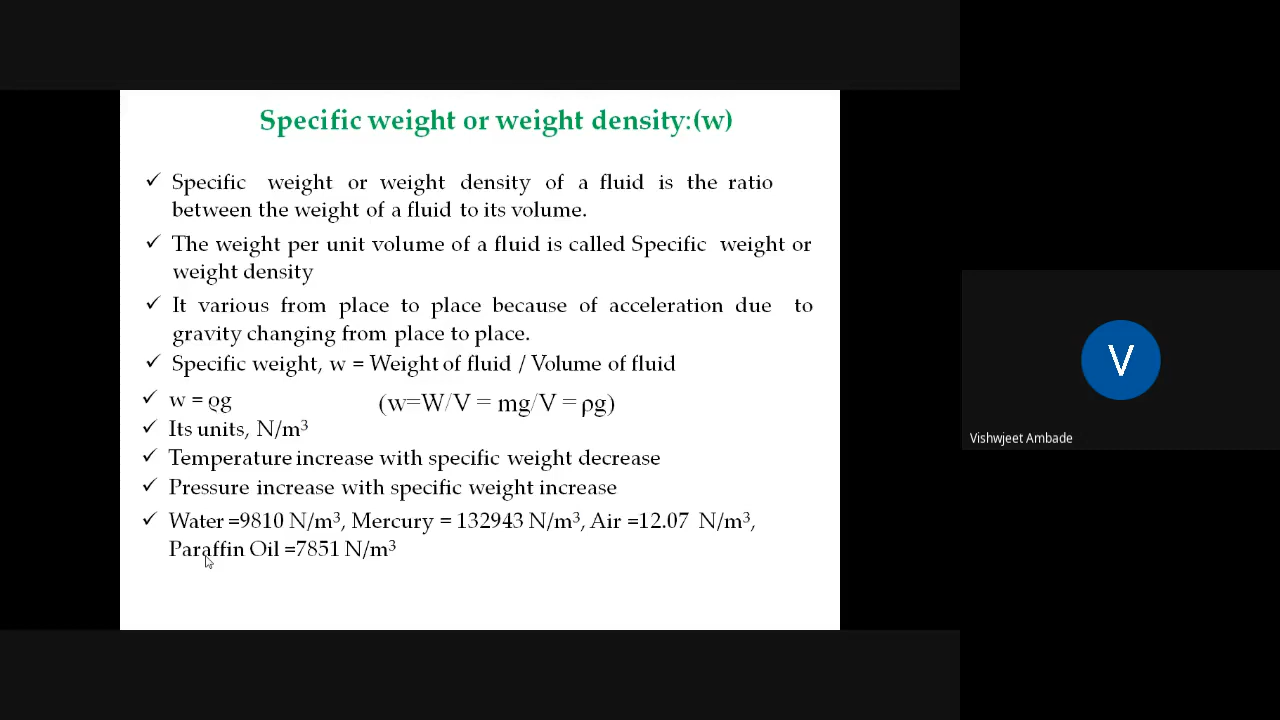 Specific weight or weight density:(w)
✓ Specific weight or weight density of a fluid is the ratio
between the weight of a fluid to its volume.
✓ The weight per unit volume of a fluid is called Specific weight or
weight density
✓ It various from place to place because of acceleration due to
gravity changing from place to place.
✓ Specific weight, w = Weight of fluid / Volume of fluid
✓ w = ρg (w=W/V = mg/V = ρg)
✓ Its units, N/m³
✓ Temperature increase with specific weight decrease
✓ Pressure increase with specific weight increase
✓ Water =9810 N/m³, Mercury = 132943 N/m³, Air =12.07 N/m³,
Paraffin Oil =7851 N/m³
V
Vishwjeet Ambade